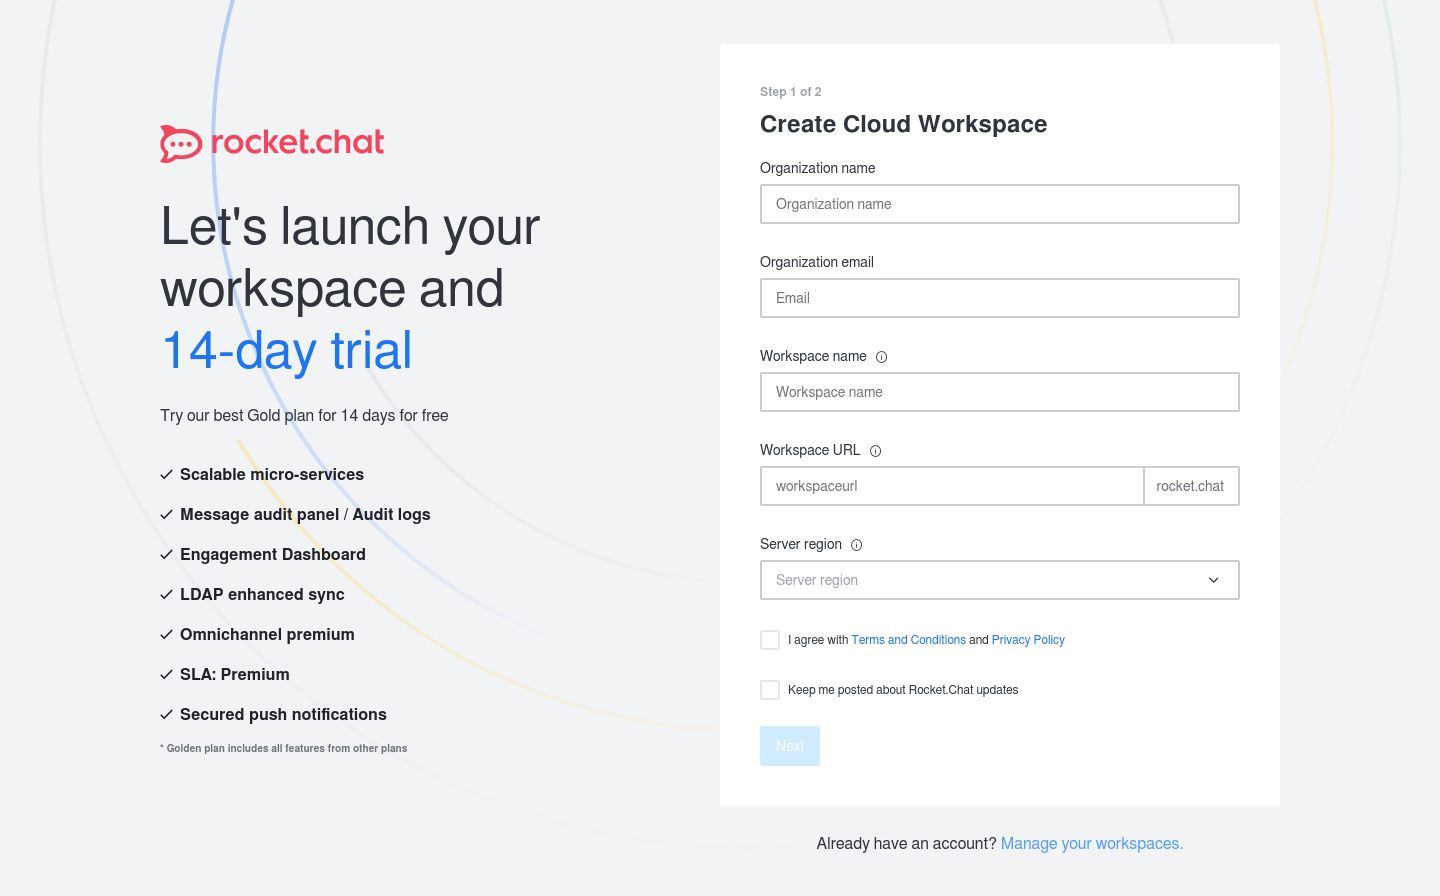 rocket.chat
Let's launch your
workspace and
14-day trial
Try our best Gold plan for 14 days for free
Scalable micro-services
Message audit panel / Audit logs
Engagement Dashboard
LDAP enhanced sync
Omnichannel premium
SLA: Premium
Secured push notifications
* Golden plan includes all features from other plans
Step 1 of 2
Create Cloud Workspace
Organization name
Organization name
Organization email
Email
Workspace name
Workspace name
Workspace URL
workspaceurl rocket.chat
Server region
Server region
I agree with Terms and Conditions and Privacy Policy
Keep me posted about Rocket.Chat updates
Next
Already have an account? Manage your workspaces.